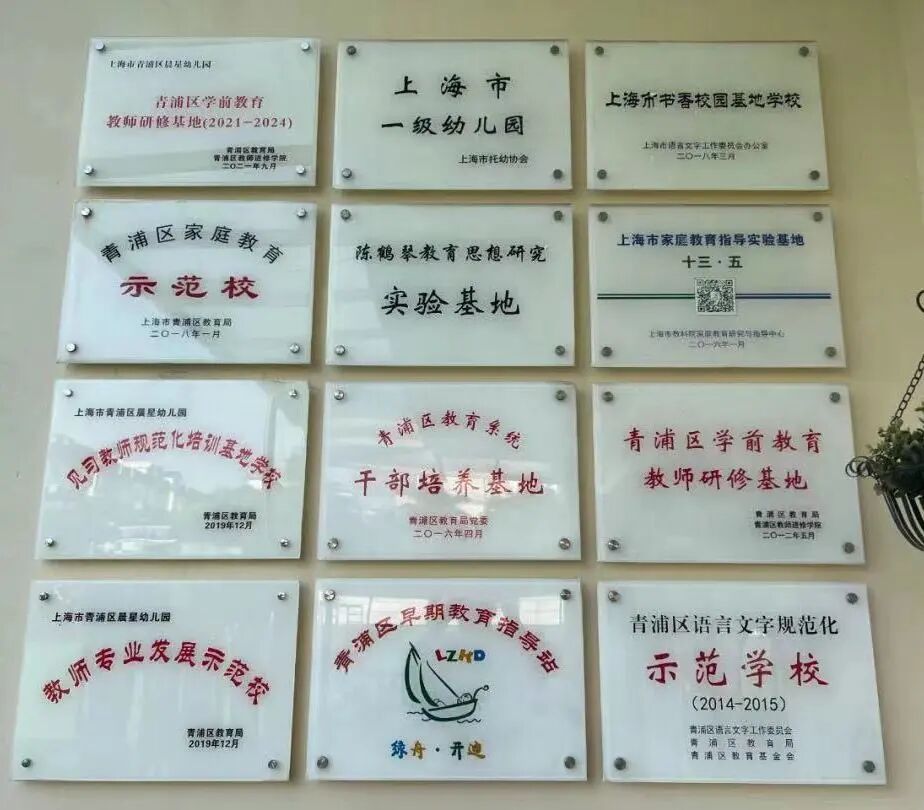 上海市青浦区晨星幼儿园
青浦区学前教育
教师研修基地(2021-2024)
青浦区教育局
青浦区教师进修学院
二〇二一年九月
上海市
一级幼儿园
上海市托幼协会
上海市书香校园基地学校
上海市语言文字工作委员会办公室
二〇一八年三月
青浦区家庭教育
示范校
上海市青浦区教育局
二〇一八年一月
陈鹤琴教育思想研究
实验基地
上海市家庭教育指导实验基地
十三·五
上海市教科院家庭教育研究与指导中心
二〇一六年一月
上海市青浦区晨星幼儿园
见习教师规范化培训基地学校
青浦区教育局
2019年12月
青浦区教育系统
干部培养基地
青浦区教育局党委
二〇一六年四月
青浦区学前教育
教师研修基地
青浦区教育局
青浦区教师进修学院
二〇一二年五月
上海市青浦区晨星幼儿园
教师专业发展示范校
青浦区教育局
2019年12月
青浦区早期教育指导站
LZKD
绿舟·开迪
青浦区语言文字规范化
示范学校
(2014-2015)
青浦区语言文字工作委员会
青浦区教育局
青浦区教育基金会